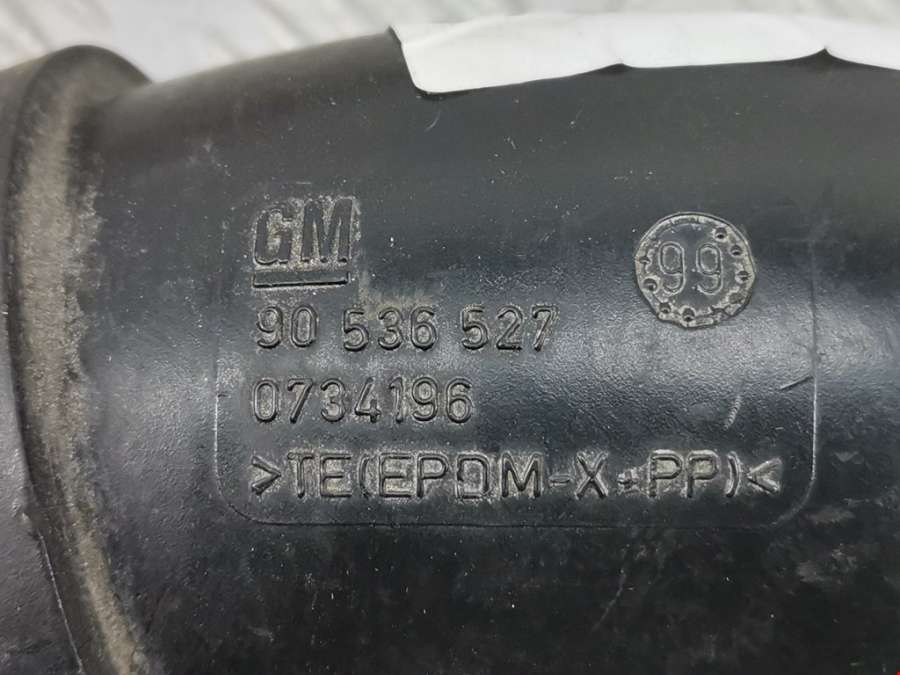 GM
99
90 536 527
0734196
>TE(EPDM-X+PP)<